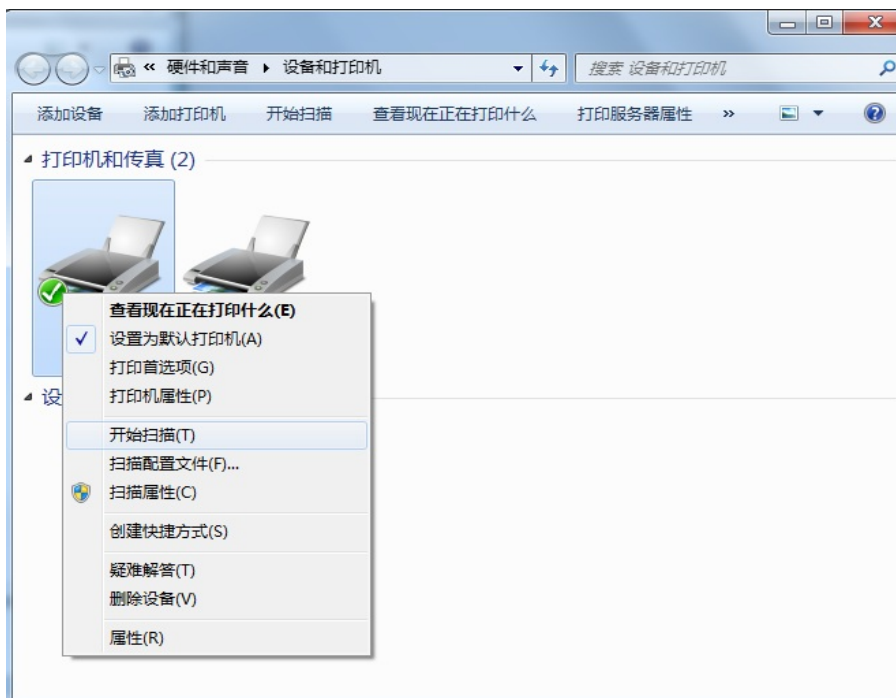 « 硬件和声音 ▸ 设备和打印机
搜索 设备和打印机
添加设备 添加打印机 开始扫描 查看现在正在打印什么 打印服务器属性 »
打印机和传真 (2)
查看现在正在打印什么(E)
设置为默认打印机(A)
打印首选项(G)
打印机属性(P)
设
开始扫描(T)
扫描配置文件(F)...
扫描属性(C)
创建快捷方式(S)
疑难解答(T)
删除设备(V)
属性(R)